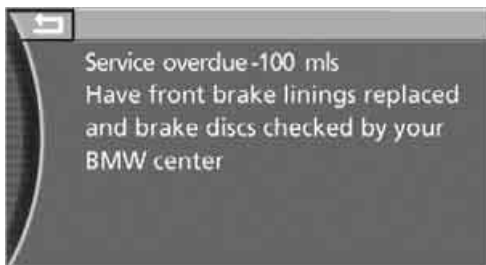 Service overdue -100 mls
Have front brake linings replaced
and brake discs checked by your
BMW center